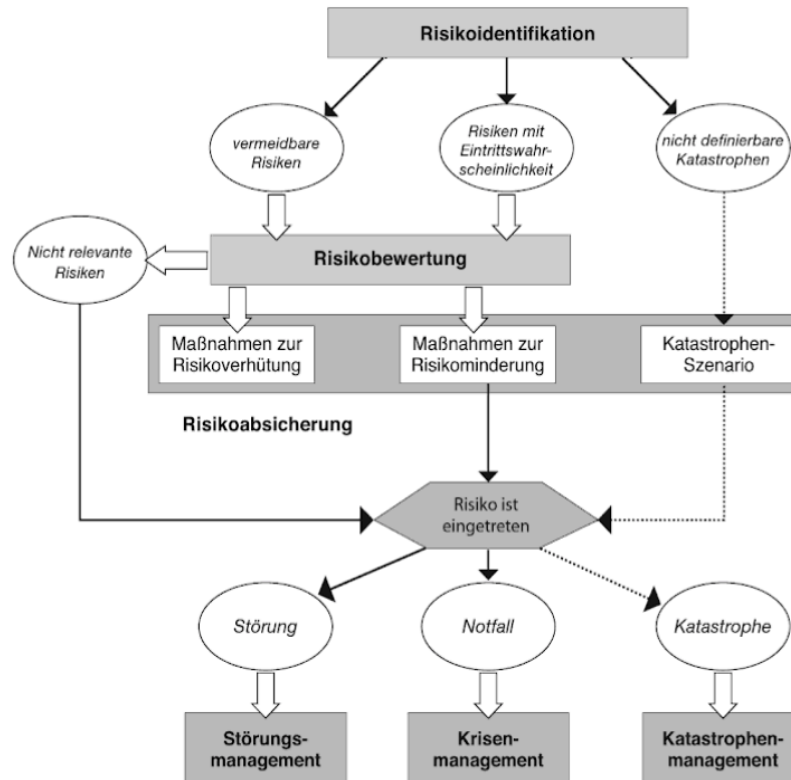 Risikoidentifikation
vermeidbare
Risiken
Risiken mit
Eintrittswahr-
scheinlichkeit
nicht definierbare
Katastrophen
Nicht relevante
Risiken
Risikobewertung
Maßnahmen zur
Risikoverhütung
Maßnahmen zur
Risikominderung
Katastrophen-
Szenario
Risikoabsicherung
Risiko ist
eingetreten
Störung
Notfall
Katastrophe
Störungs-
management
Krisen-
management
Katastrophen-
management